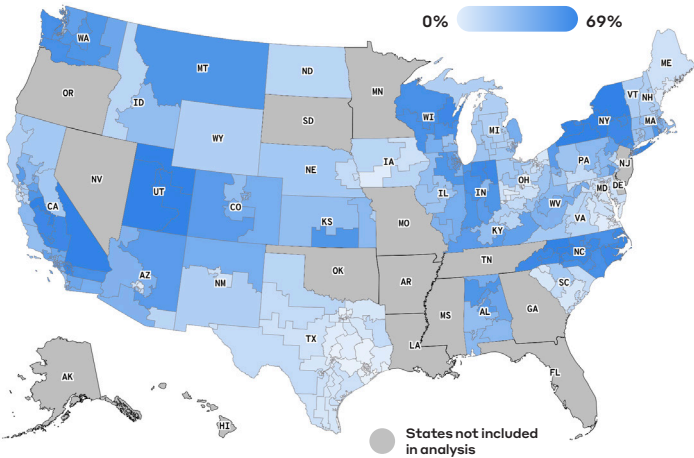 0% 69%
WA
ME
MT
ND
VT NH
OR
MN
ID
WI
NY
MA
SD
MI
WY
IA
PA
NJ
NE
OH
MD DE
NV
UT
IL
IN
CO
WV
CA
VA
KS
MO
KY
NC
TN
AZ
OK
NM
AR
SC
MS
AL
GA
TX
LA
FL
AK
HI
States not included
in analysis